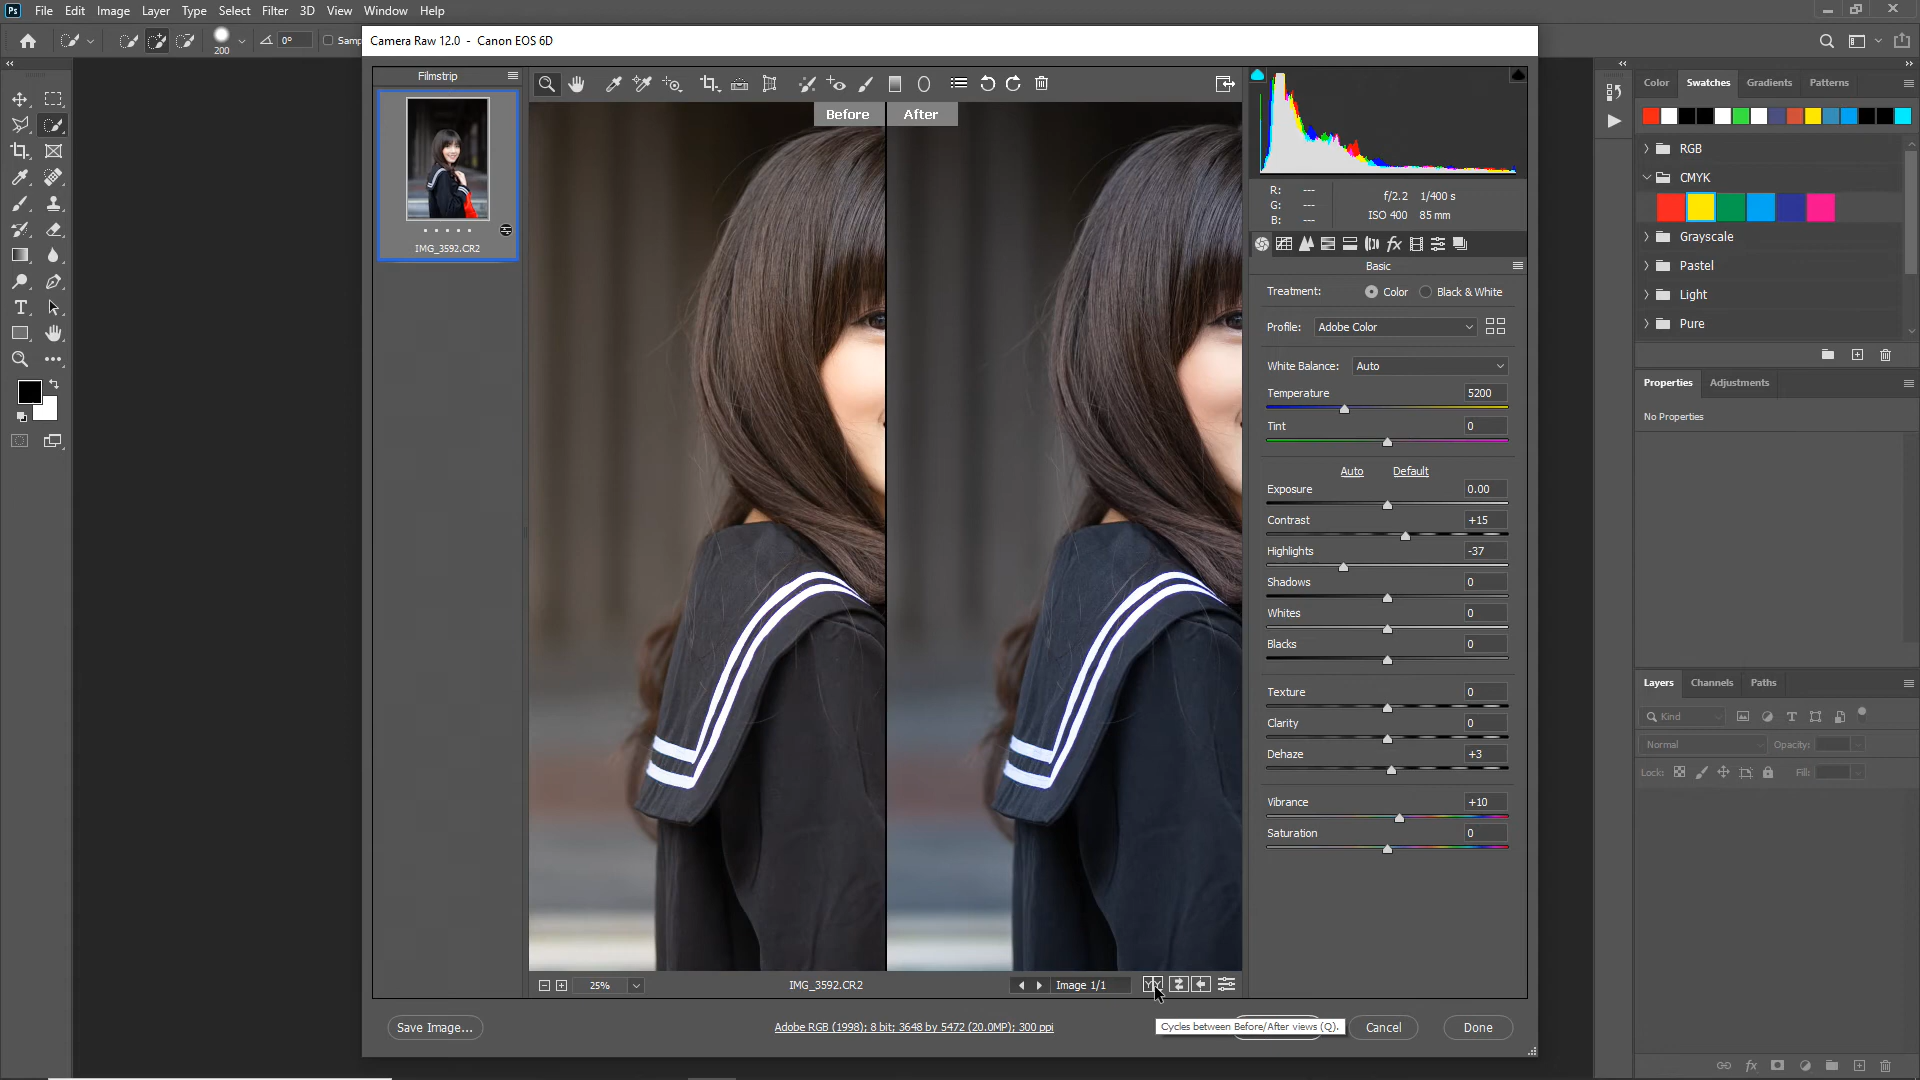 Ps File Edit Image Layer Type Select Filter 3D View Window Help
200 0° Samp
Camera Raw 12.0 - Canon EOS 6D
Filmstrip
IMG_3592.CR2
Before After
R: ---
G: ---
B: ---
f/2.2 1/400 s
ISO 400 85 mm
Basic
Treatment: Color Black & White
Profile: Adobe Color
White Balance: Auto
Temperature 5200
Tint 0
Auto Default
Exposure 0.00
Contrast +15
Highlights -37
Shadows 0
Whites 0
Blacks 0
Texture 0
Clarity 0
Dehaze +3
Vibrance +10
Saturation 0
25% IMG_3592.CR2 Image 1/1
Save Image... Adobe RGB (1998); 8 bit; 3648 by 5472 (20.0MP); 300 ppi
Cycles between Before/After views (Q).
Cancel Done
Color Swatches Gradients Patterns
RGB
CMYK
Grayscale
Pastel
Light
Pure
Properties Adjustments
No Properties
Layers Channels Paths
Kind
Normal Opacity:
Lock: Fill: